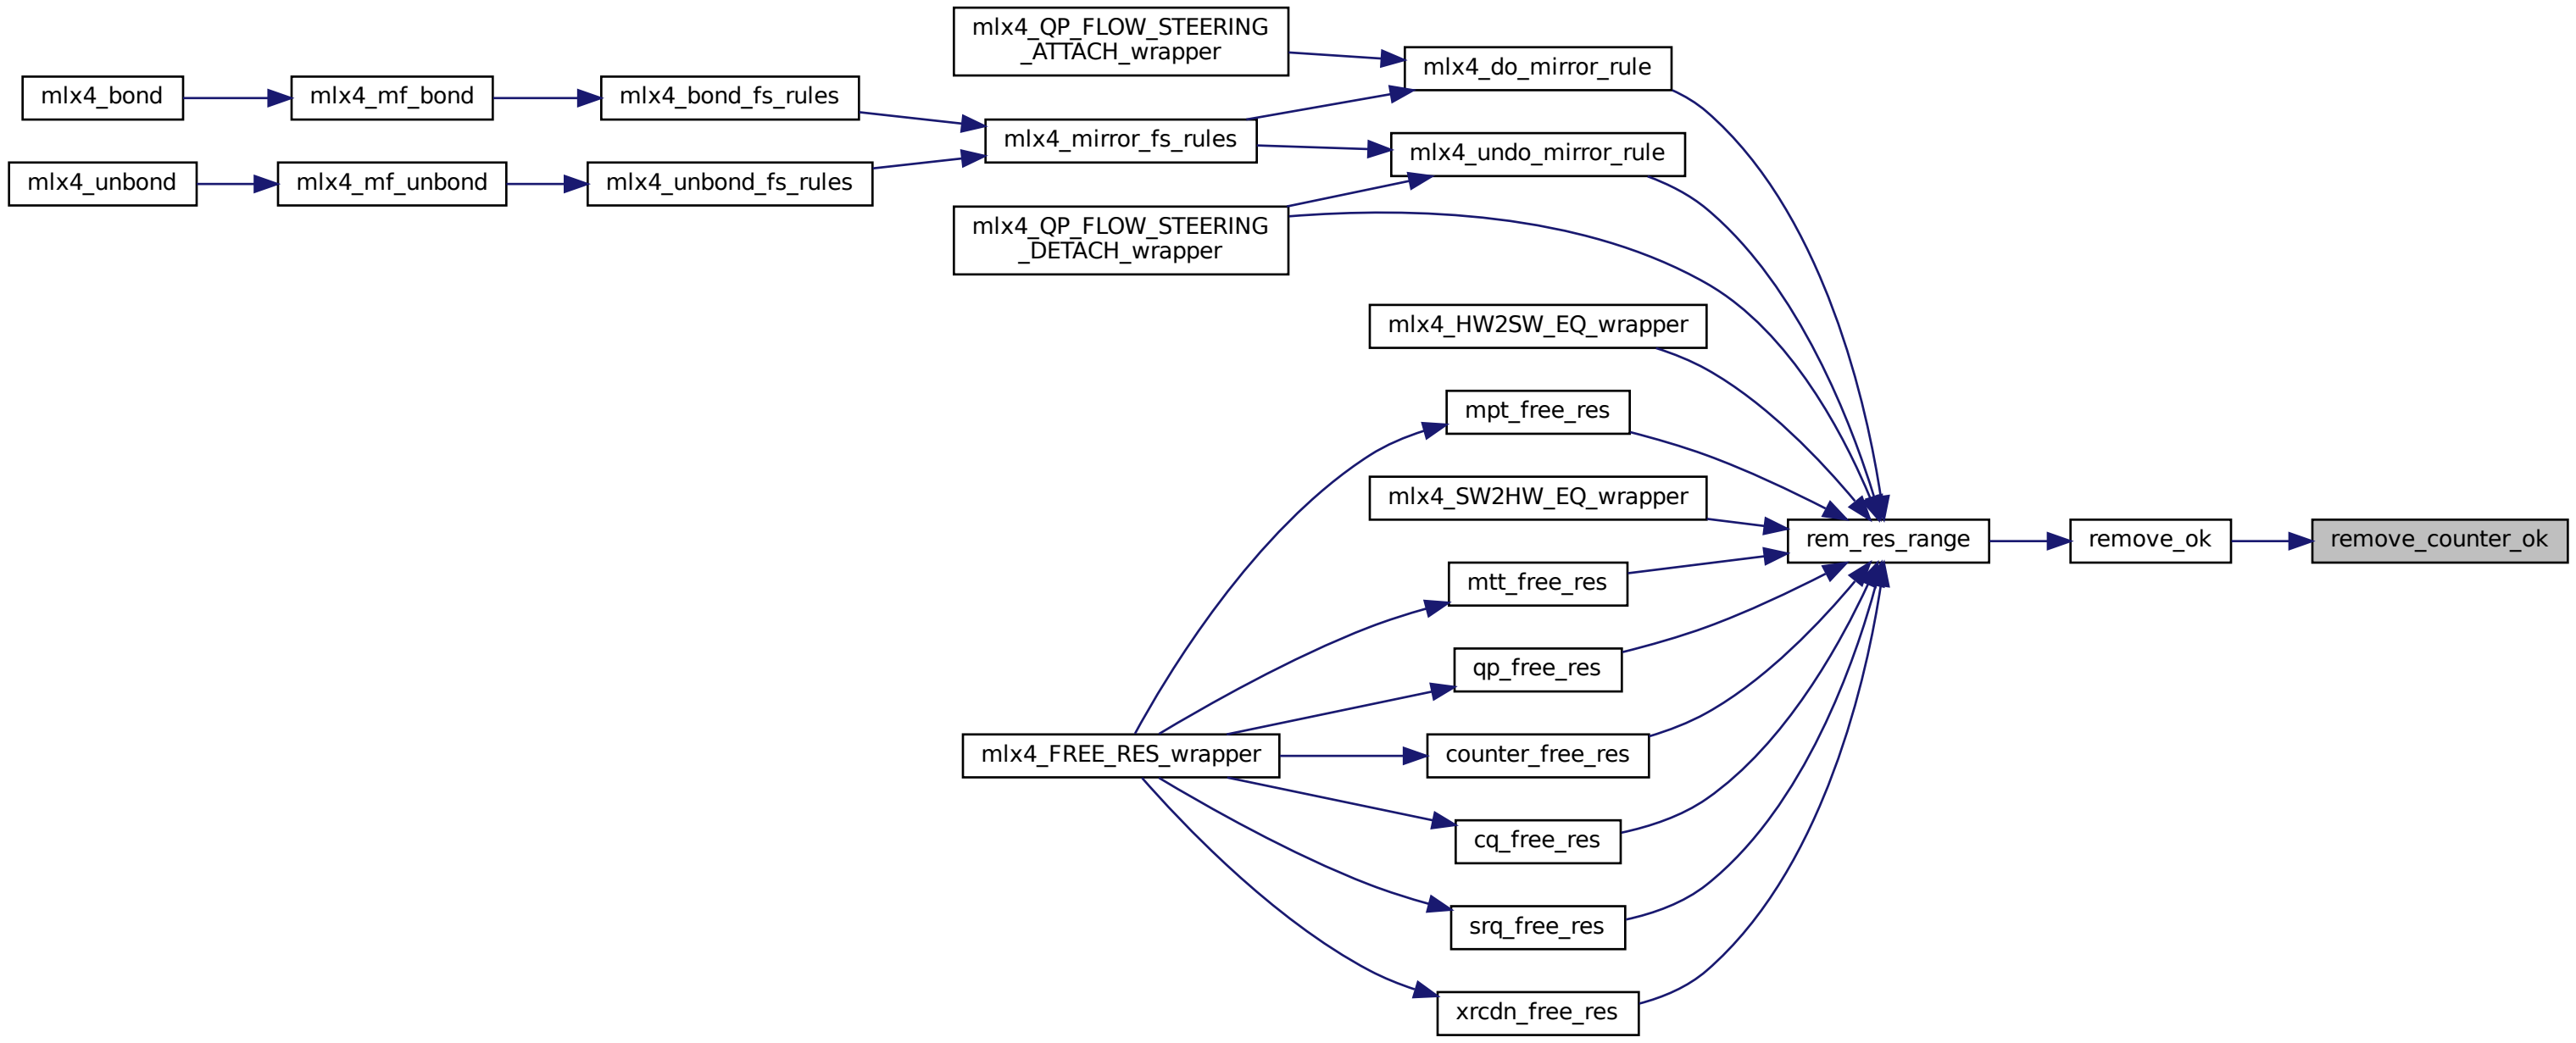 mlx4_QP_FLOW_STEERING
_ATTACH_wrapper
mlx4_do_mirror_rule
mlx4_bond
mlx4_mf_bond
mlx4_bond_fs_rules
mlx4_mirror_fs_rules
mlx4_undo_mirror_rule
mlx4_unbond
mlx4_mf_unbond
mlx4_unbond_fs_rules
mlx4_QP_FLOW_STEERING
_DETACH_wrapper
mlx4_HW2SW_EQ_wrapper
mpt_free_res
mlx4_SW2HW_EQ_wrapper
rem_res_range
remove_ok
remove_counter_ok
mtt_free_res
qp_free_res
mlx4_FREE_RES_wrapper
counter_free_res
cq_free_res
srq_free_res
xrcdn_free_res